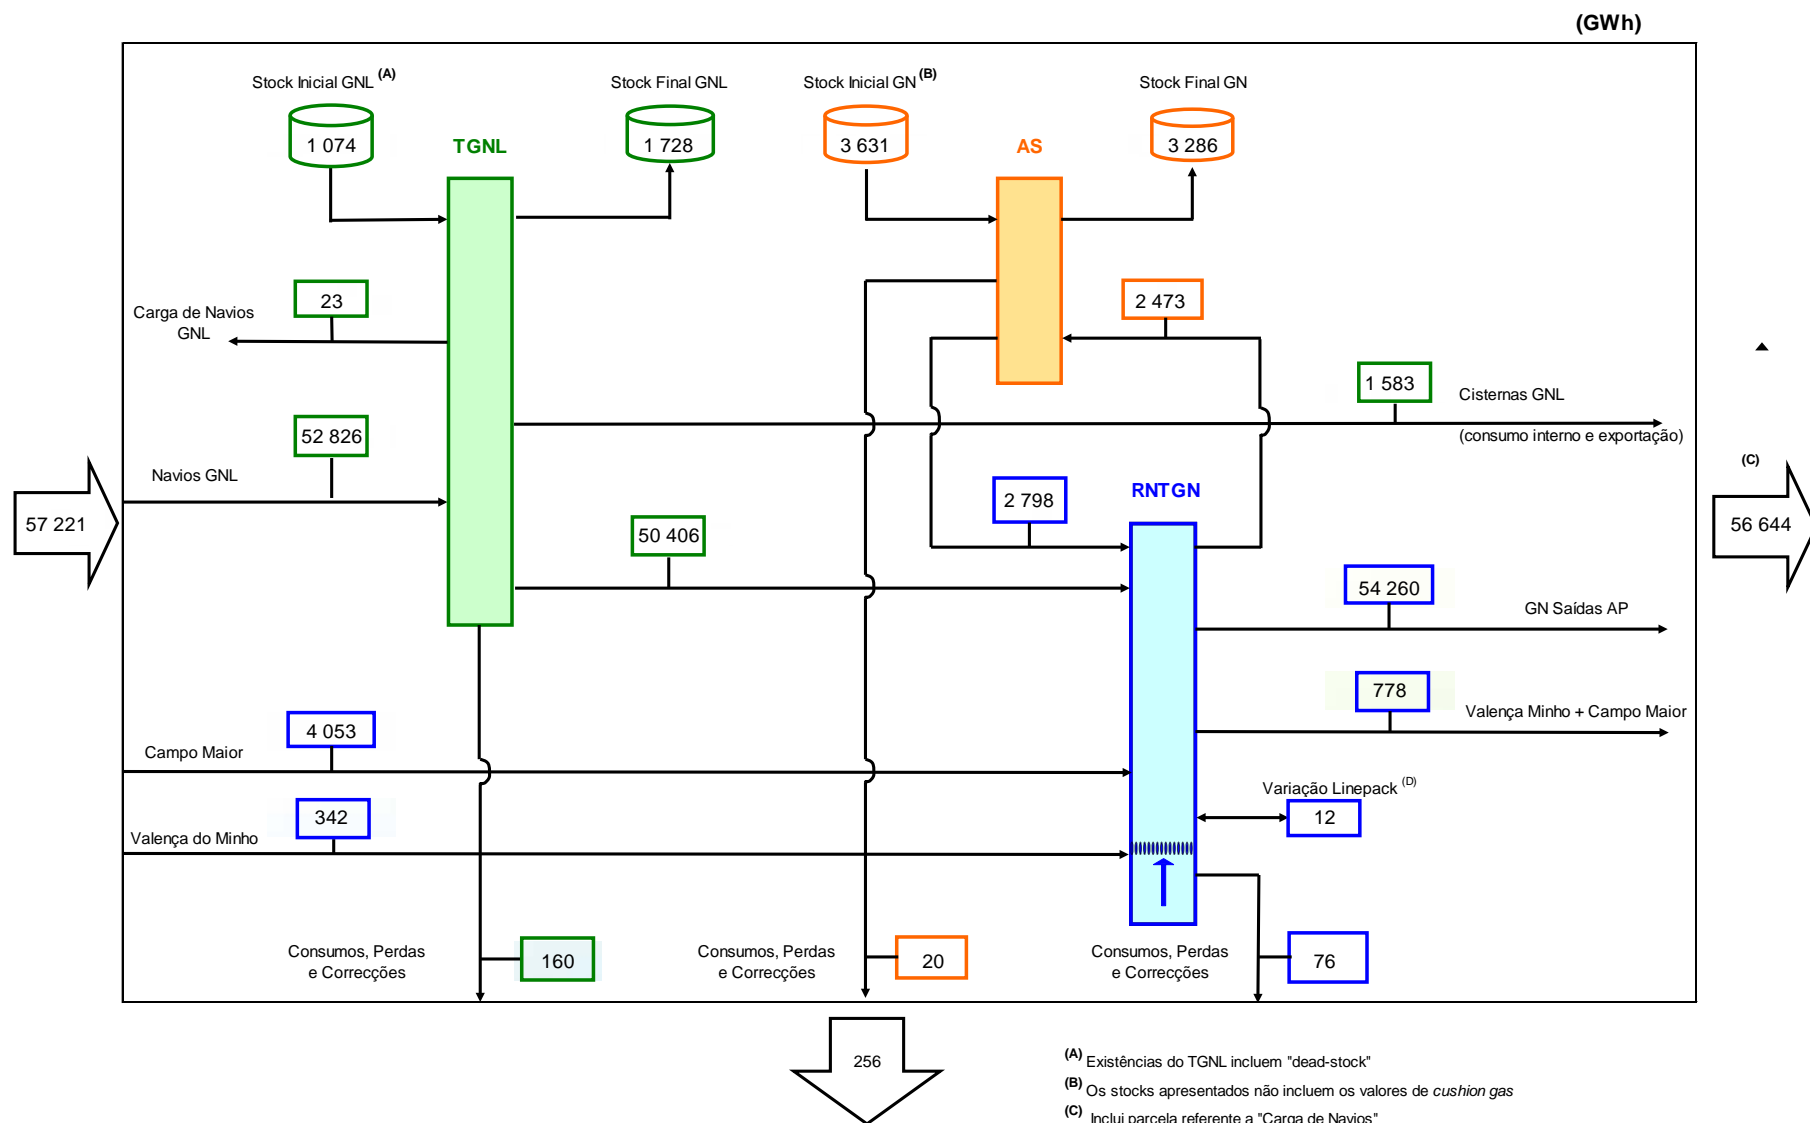 (GWh)
Stock Inicial GNL (A)
Stock Final GNL
Stock Inicial GN (B)
Stock Final GN
1 074
TGNL
1 728
3 631
AS
3 286
23
2 473
Carga de Navios
GNL
1 583
Cisternas GNL
(consumo interno e exportação)
52 826
Navios GNL
57 221
2 798
RNTGN
(C)
56 644
50 406
54 260
GN Saídas AP
778
Valença Minho + Campo Maior
4 053
Campo Maior
Variação Linepack (D)
12
342
Valença do Minho
Consumos, Perdas
e Correcções
160
Consumos, Perdas
e Correcções
20
Consumos, Perdas
e Correcções
76
256
(A) Existências do TGNL incluem "dead-stock"
(B) Os stocks apresentados não incluem os valores de cushion gas
(C) Inclui parcela referente a "Carga de Navios"